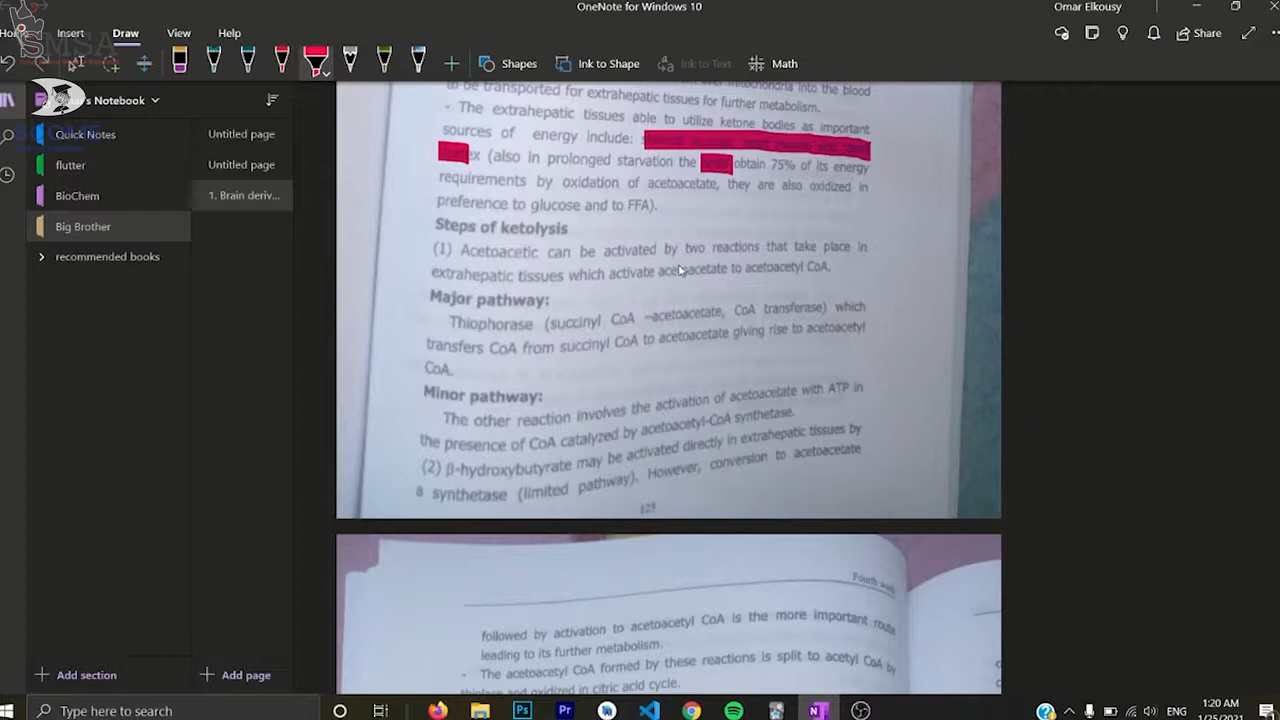 OneNote for Windows 10
Omar Elkousy
Home Insert Draw View Help
Share
Shapes Ink to Shape Ink to Text Math
SMSA
Omar's Notebook
Quick Notes
flutter
BioChem
Big Brother
recommended books
Untitled page
Untitled page
1. Brain deriv...
Add section
Add page
to be transported for extrahepatic tissues for further metabolism.
- The extrahepatic tissues able to utilize ketone bodies as important
sources of energy include:
(also in prolonged starvation the obtain 75% of its energy
requirements by oxidation of acetoacetate, they are also oxidized in
preference to glucose and to FFA).
Steps of ketolysis
(1) Acetoacetic can be activated by two reactions that take place in
extrahepatic tissues which activate acetoacetate to acetoacetyl CoA.
Major pathway:
Thiophorase (succinyl CoA –acetoacetate, CoA transferase) which
transfers CoA from succinyl CoA to acetoacetate giving rise to acetoacetyl
CoA.
Minor pathway:
The other reaction involves the activation of acetoacetate with ATP in
the presence of CoA catalyzed by acetoacetyl-CoA synthetase.
(2) β-hydroxybutyrate may be activated directly in extrahepatic tissues by
a synthetase (limited pathway). However, conversion to acetoacetate
125
Fourth
followed by activation to acetoacetyl CoA is the more important route
leading to its further metabolism.
- The acetoacetyl CoA formed by these reactions is split to acetyl CoA by
thiolase and oxidized in citric acid cycle.
Type here to search
ENG
1:20 AM
1/25/2021